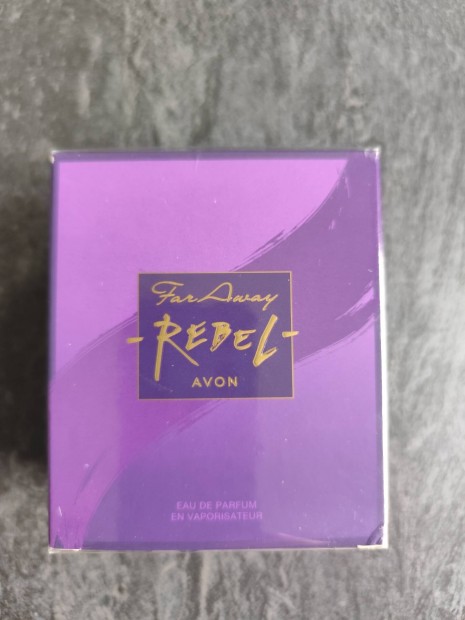 Far Away
-REBEL-
AVON
EAU DE PARFUM
EN VAPORISATEUR